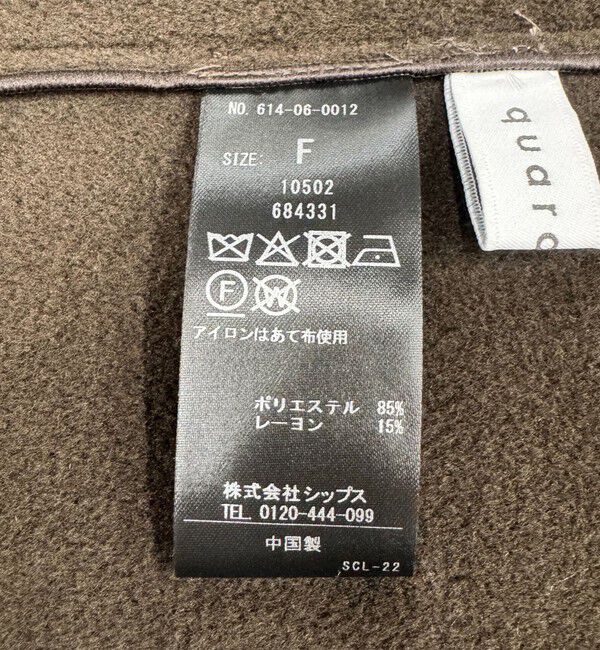 NO. 614-06-0012
SIZE: F
10502
684331
F W
アイロンはあて布使用
ポリエステル 85%
レーヨン 15%
株式会社シップス
TEL 0120-444-099
中国製
SCL-22
quar